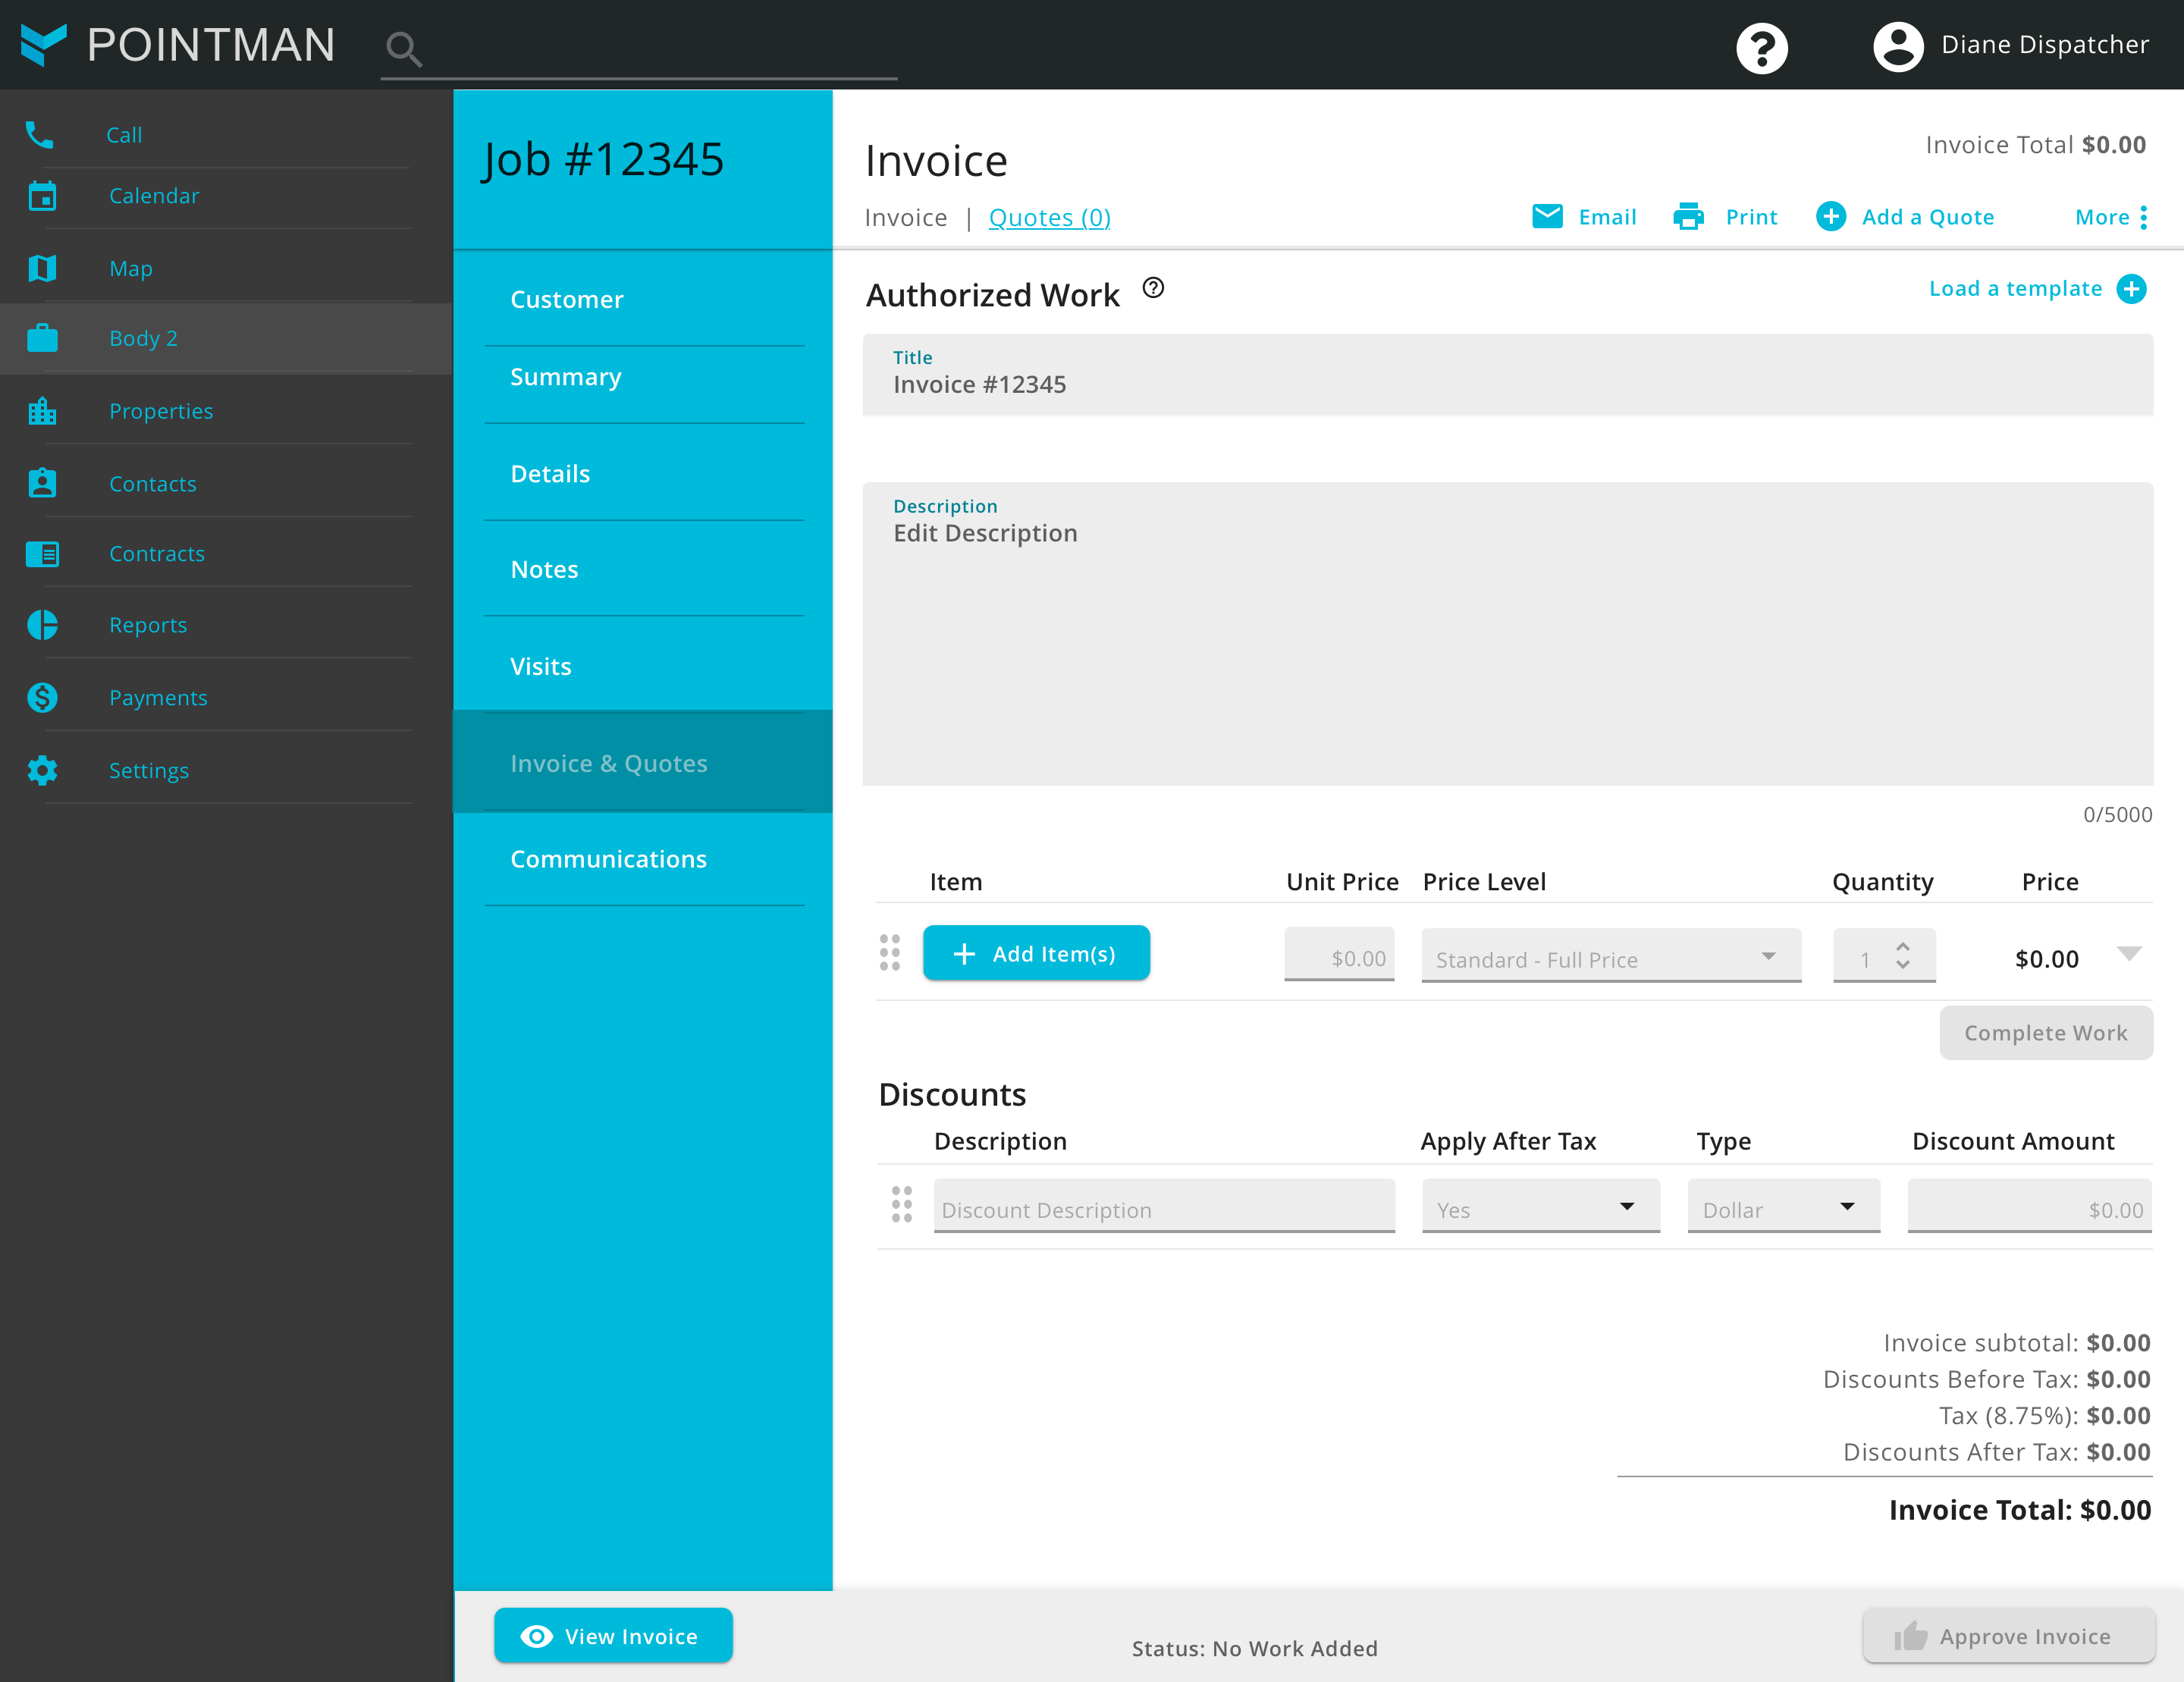 POINTMAN
Diane Dispatcher
Call
Calendar
Map
Body 2
Properties
Contacts
Contracts
Reports
Payments
Settings
Job #12345
Customer
Summary
Details
Notes
Visits
Invoice & Quotes
Communications
Invoice
Invoice Total $0.00
Invoice | Quotes (0)
Email Print Add a Quote More
Authorized Work
Load a template
Title
Invoice #12345
Description
Edit Description
0/5000
Item Unit Price Price Level Quantity Price
Add Item(s) $0.00 Standard - Full Price 1 $0.00
Complete Work
Discounts
Description Apply After Tax Type Discount Amount
Discount Description Yes Dollar $0.00
Invoice subtotal: $0.00
Discounts Before Tax: $0.00
Tax (8.75%): $0.00
Discounts After Tax: $0.00
Invoice Total: $0.00
View Invoice
Status: No Work Added
Approve Invoice